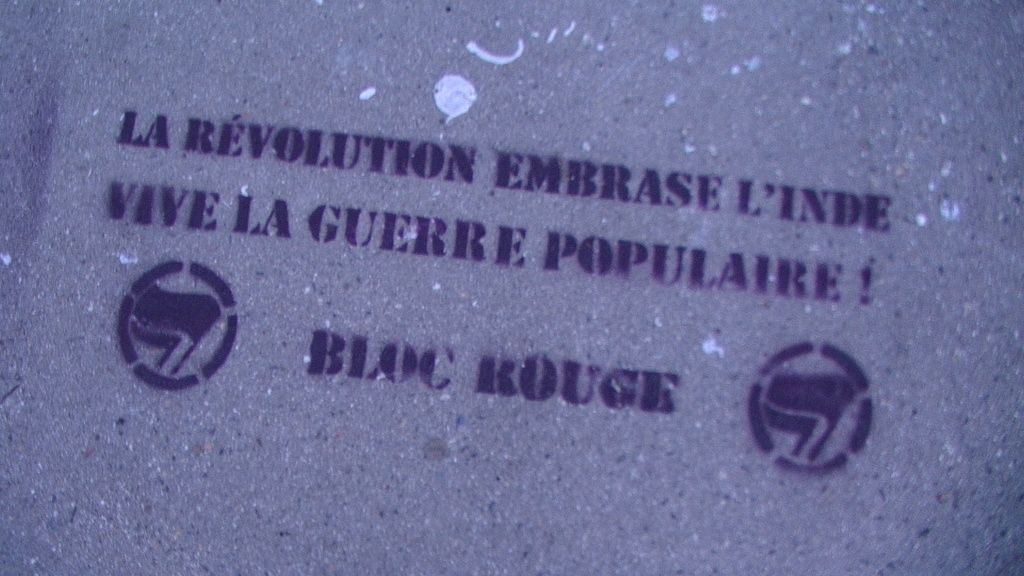 LA RÉVOLUTION EMBRASE L'INDE
VIVE LA GUERRE POPULAIRE !
BLOC ROUGE